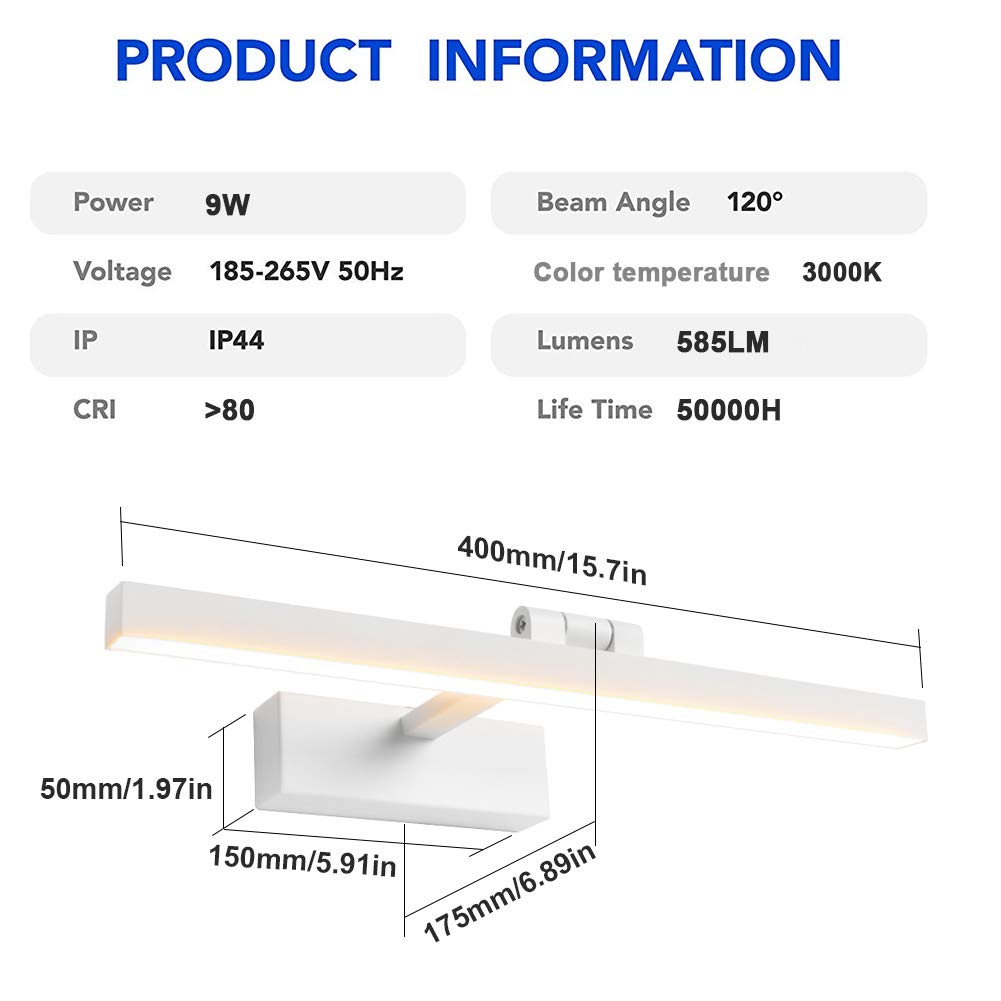 PRODUCT INFORMATION
Power 9W
Beam Angle 120°
Voltage 185-265V 50Hz
Color temperature 3000K
IP IP44
Lumens 585LM
CRI >80
Life Time 50000H
400mm/15.7in
50mm/1.97in
150mm/5.91in
175mm/6.89in